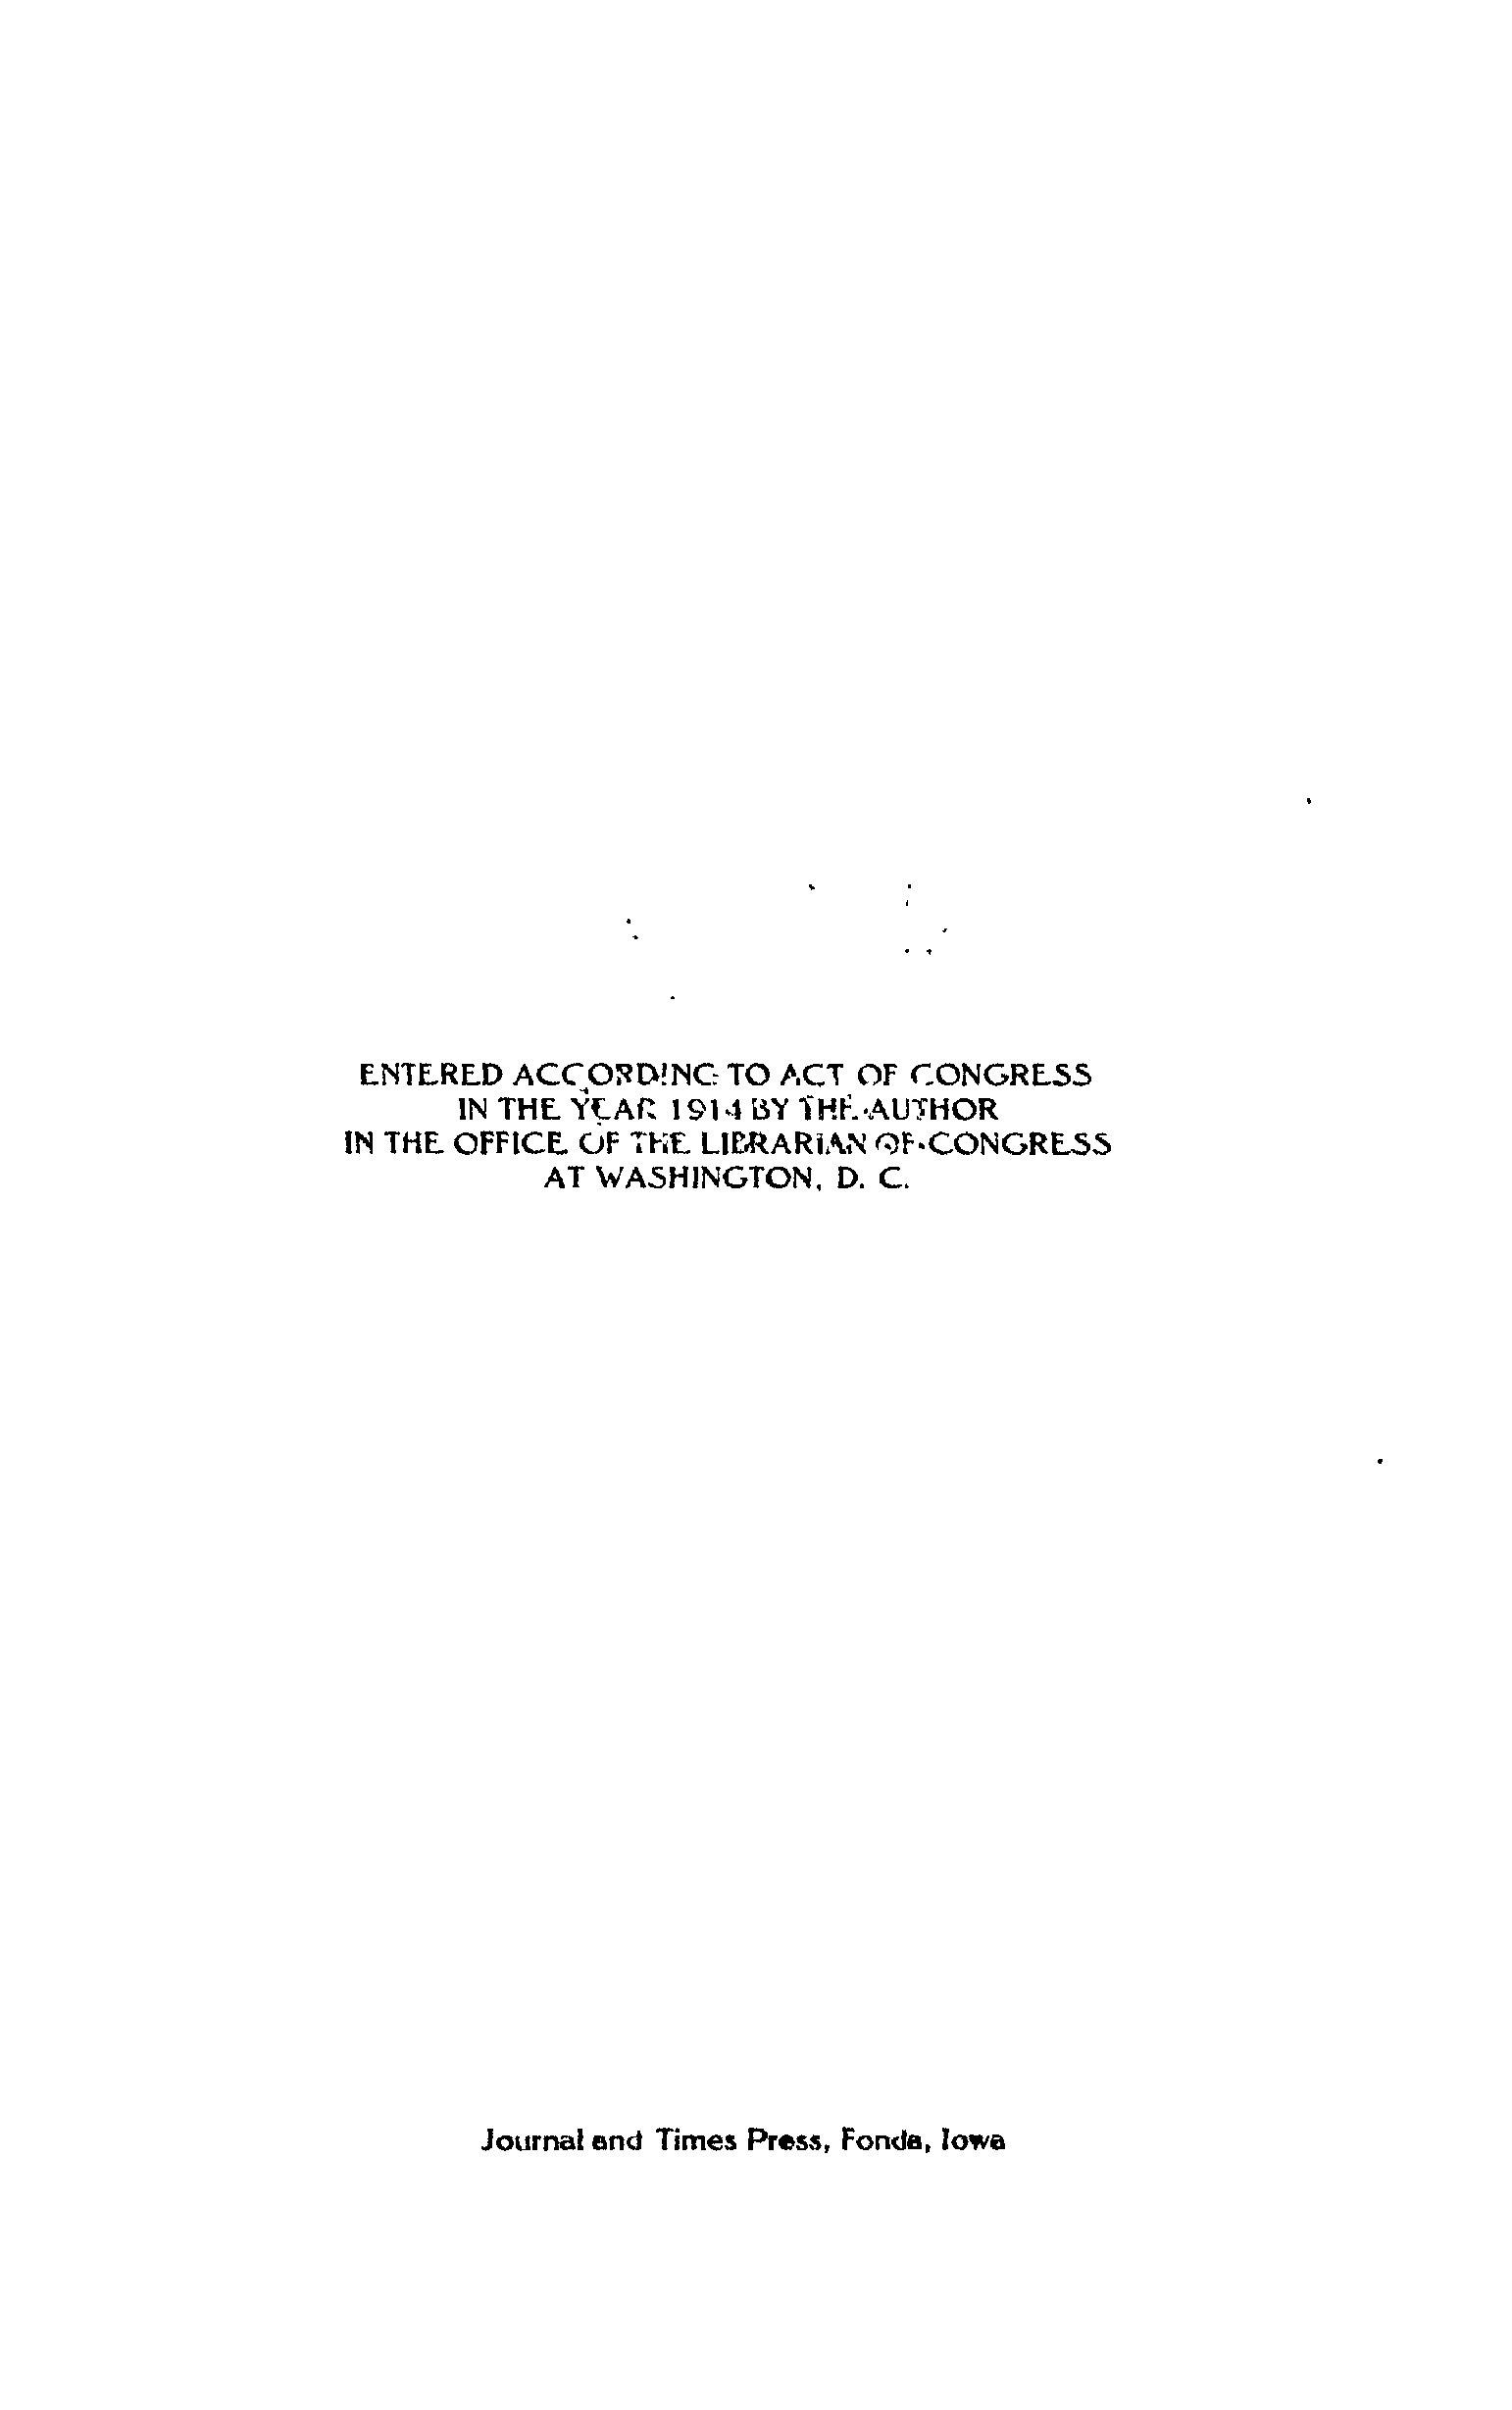 ENTERED ACCORDING TO ACT OF CONGRESS
IN THE YEAR 1914 BY THE AUTHOR
IN THE OFFICE OF THE LIBRARIAN OF CONGRESS
AT WASHINGTON, D. C.
Journal and Times Press, Fonda, Iowa